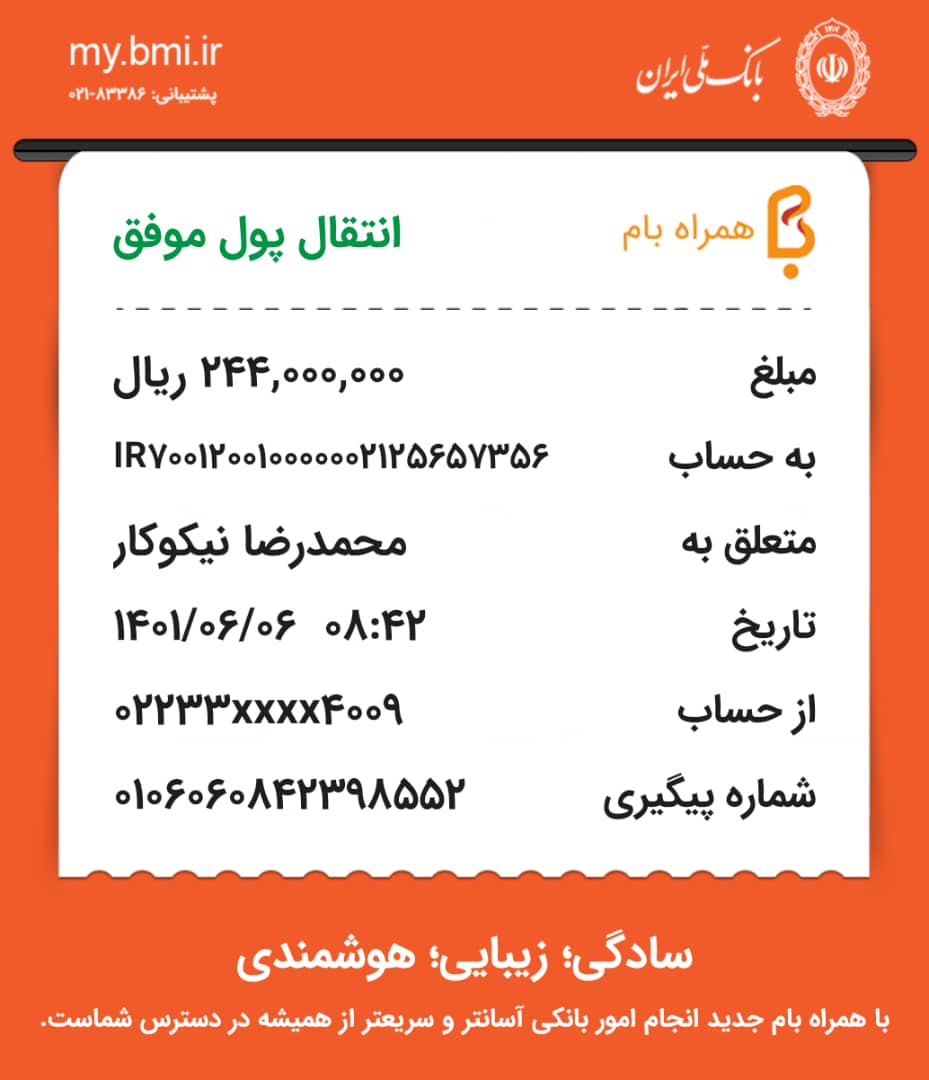 بانک ملی ایران
my.bmi.ir
پشتیبانی: ۸۳۳۸۶-۰۲۱
همراه بام
انتقال پول موفق
مبلغ ۲۴۴,۰۰۰,۰۰۰ ریال
به حساب IR۷۰۰۱۲۰۰۱۰۰۰۰۰۰۲۱۲۵۶۵۷۳۵۶
متعلق به محمدرضا نیکوکار
تاریخ ۱۴۰۱/۰۶/۰۶ ۰۸:۴۲
از حساب ۰۲۲۳۳xxxx۴۰۰۹
شماره پیگیری ۰۱۰۶۰۶۰۸۴۲۳۹۸۵۵۲
سادگی؛ زیبایی؛ هوشمندی
با همراه بام جدید انجام امور بانکی آسانتر و سریعتر از همیشه در دسترس شماست.